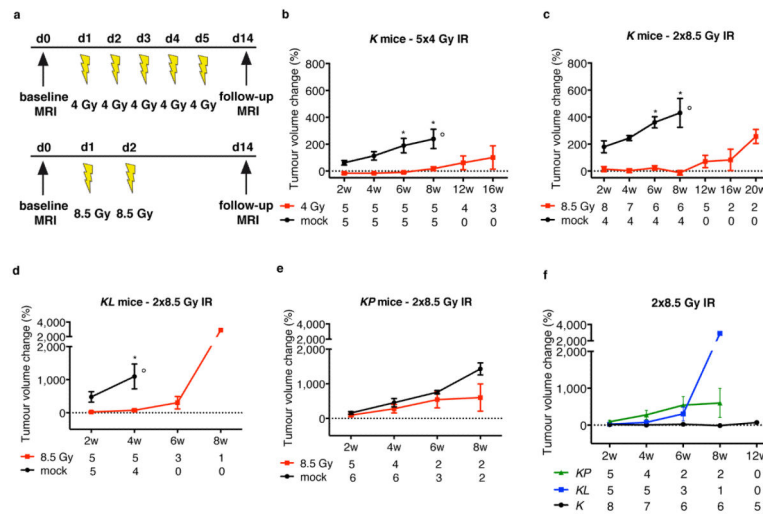 a
d0 d1 d2 d3 d4 d5 d14
baseline MRI 4 Gy 4 Gy 4 Gy 4 Gy 4 Gy follow-up MRI
d0 d1 d2 d14
baseline MRI 8.5 Gy 8.5 Gy follow-up MRI
b
K mice - 5x4 Gy IR
Tumour volume change (%)
800
600
400
200
0
* * °
2w 4w 6w 8w 12w 16w
4 Gy 5 5 5 5 4 3
mock 5 5 5 5 0 0
c
K mice - 2x8.5 Gy IR
Tumour volume change (%)
800
600
400
200
0
* * °
2w 4w 6w 8w 12w 16w 20w
8.5 Gy 8 7 6 6 5 2 2
mock 4 4 4 4 0 0 0
d
KL mice - 2x8.5 Gy IR
Tumour volume change (%)
4,000
2,000
1,000
0
* °
2w 4w 6w 8w
8.5 Gy 5 5 3 1
mock 5 4 0 0
e
KP mice - 2x8.5 Gy IR
Tumour volume change (%)
4,000
2,000
1,000
0
2w 4w 6w 8w
8.5 Gy 5 4 2 2
mock 6 6 3 2
f
2x8.5 Gy IR
Tumour volume change (%)
4,000
2,000
1,000
0
2w 4w 6w 8w 12w
KP 5 4 2 2 0
KL 5 5 3 1 0
K 8 7 6 6 5